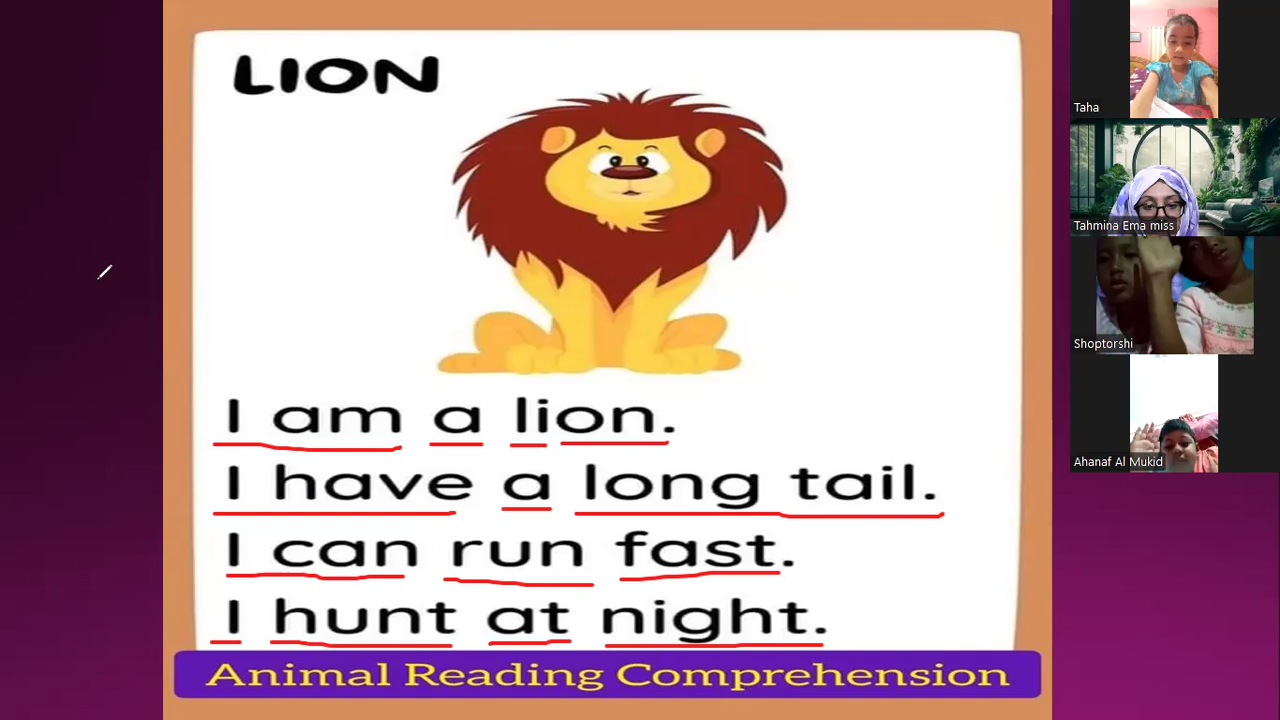 LION
I am a lion.
I have a long tail.
I can run fast.
I hunt at night.
Animal Reading Comprehension
Taha
Tahmina Ema miss
Shoptorshi
Ahanaf Al Mukid